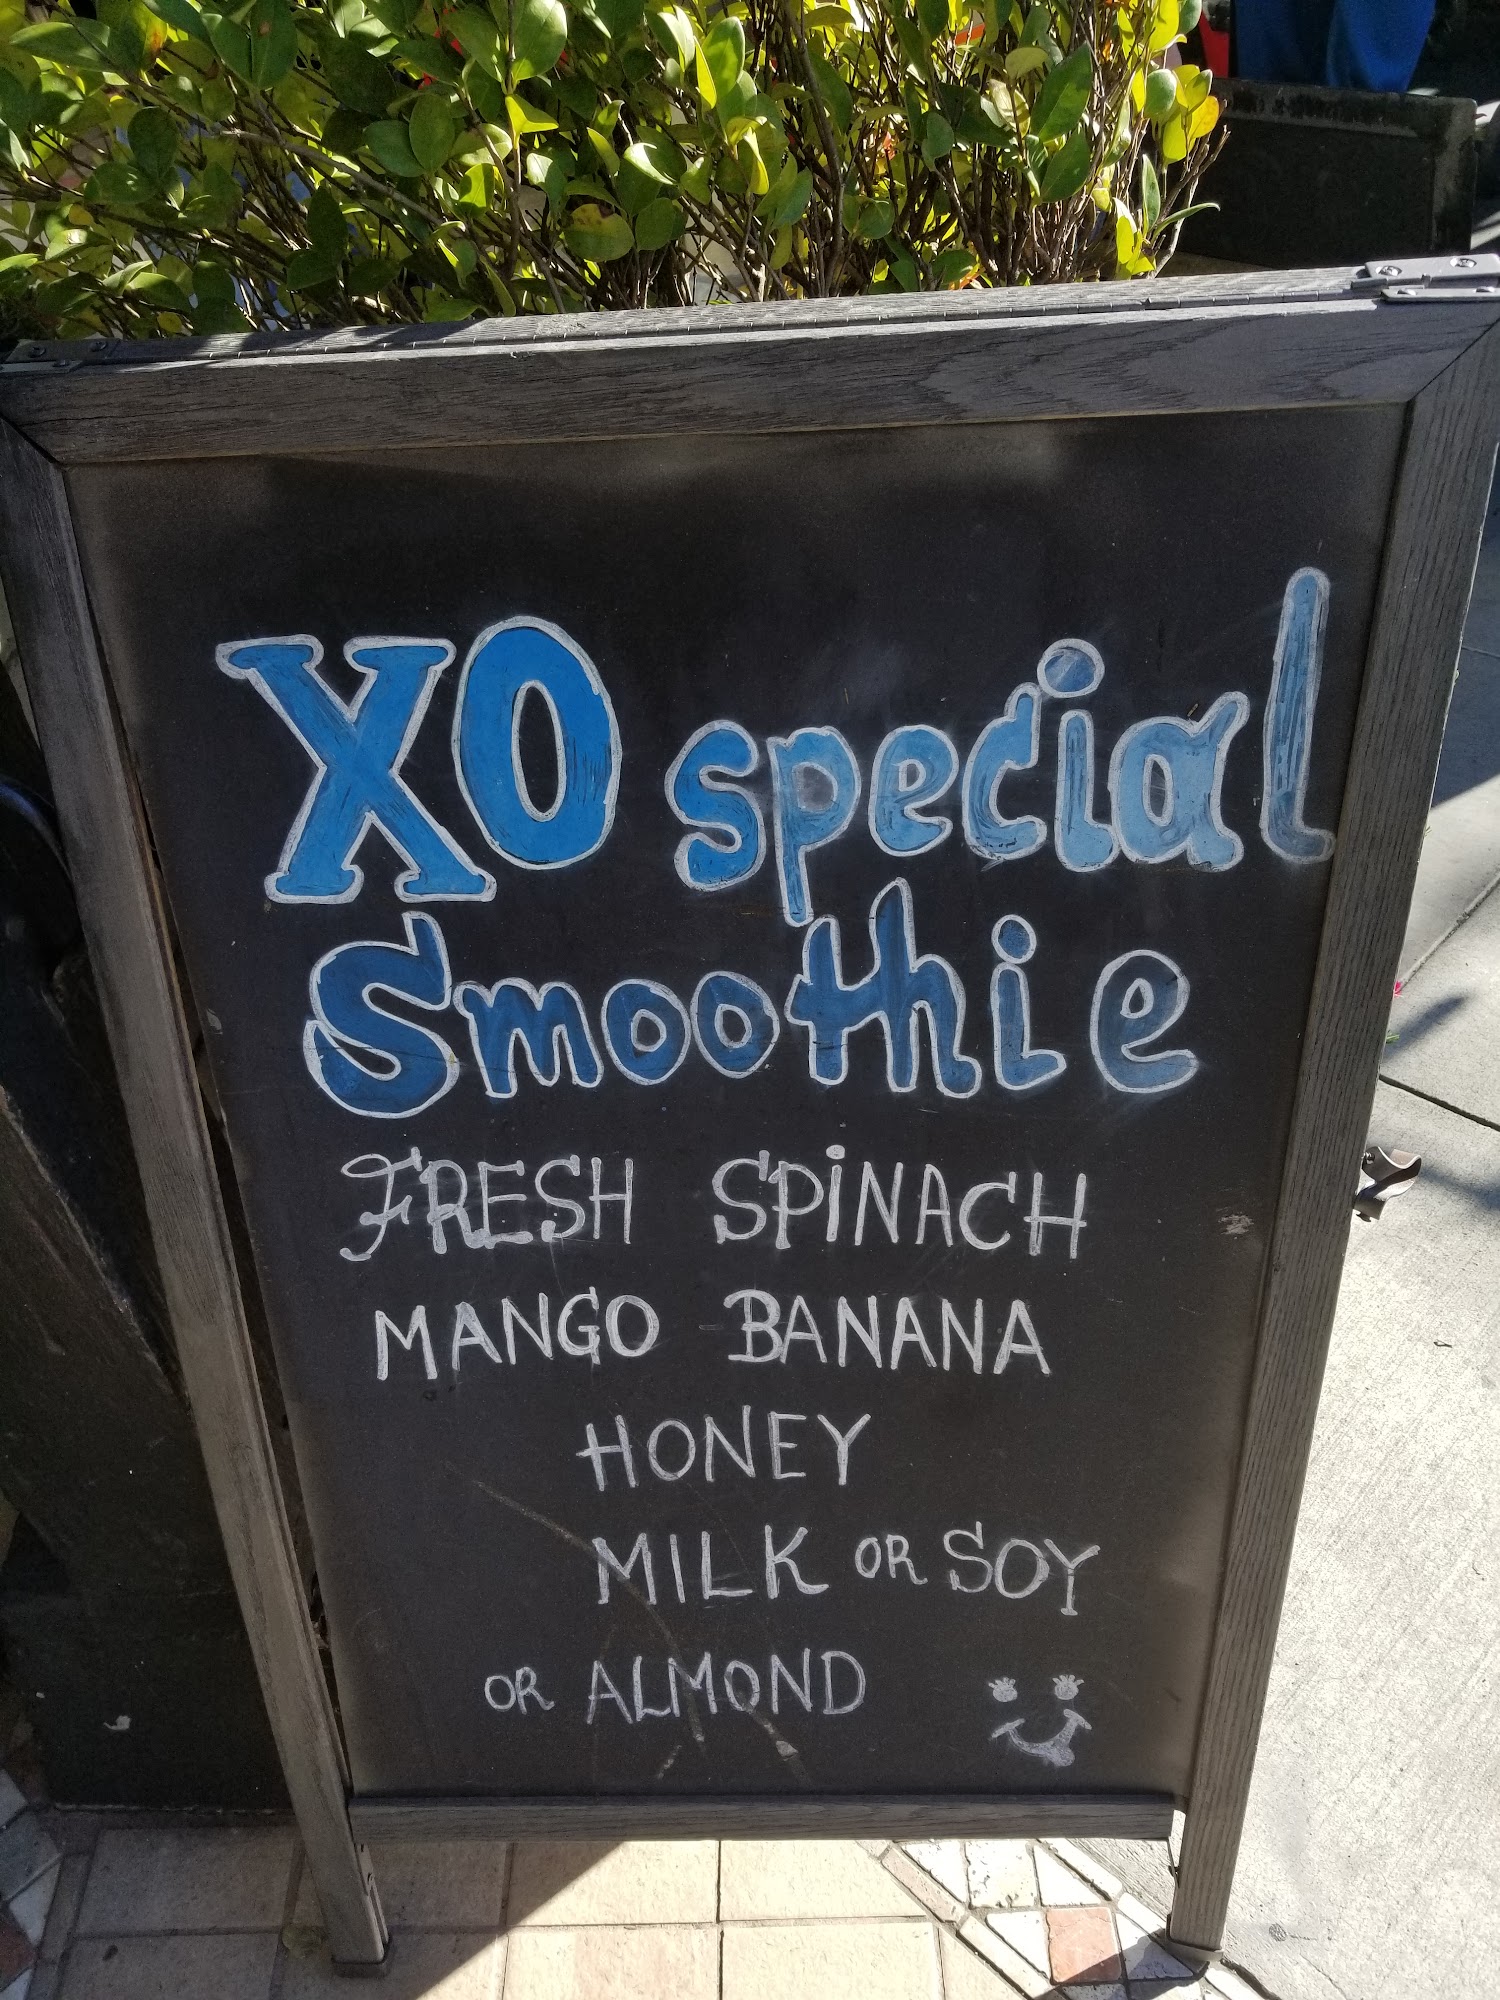 XO special
Smoothie
FRESH SPINACH
MANGO BANANA
HONEY
MILK OR SOY
OR ALMOND